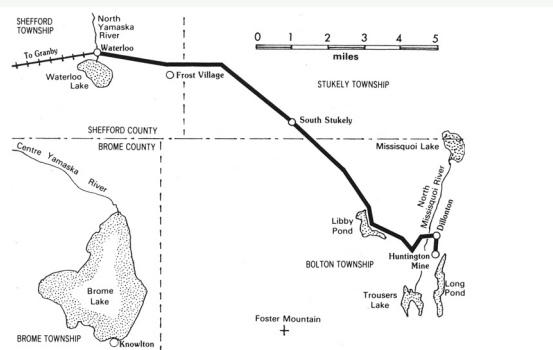 SHEFFORD
TOWNSHIP
North
Yamaska
River
To Granby
Waterloo
Waterloo
Lake
Frost Village
0 1 2 3 4 5
miles
STUKELY TOWNSHIP
South Stukely
SHEFFORD COUNTY
BROME COUNTY
Missisquoi Lake
Centre Yamaska
River
North
Missisquoi River
Dillonton
Libby
Pond
Huntington
Mine
BOLTON TOWNSHIP
Long
Pond
Trousers
Lake
Brome
Lake
Foster Mountain
BROME TOWNSHIP
Knowlton